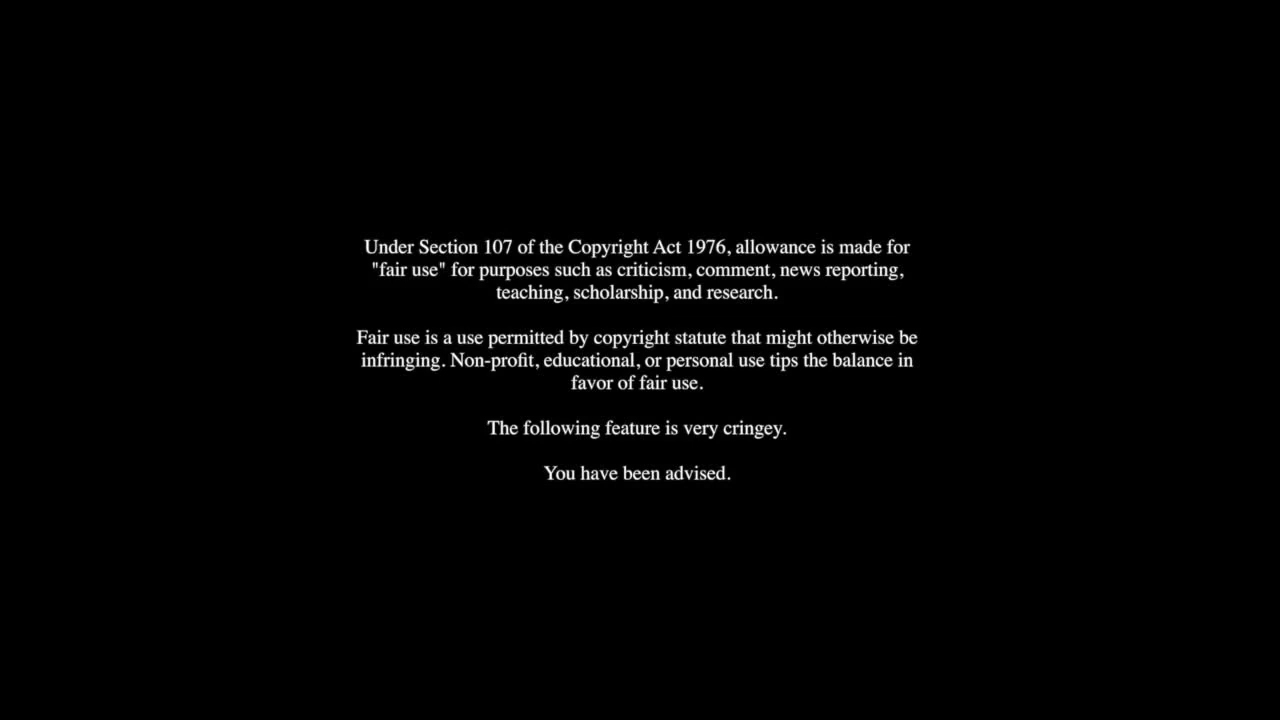 Under Section 107 of the Copyright Act 1976, allowance is made for
"fair use" for purposes such as criticism, comment, news reporting,
teaching, scholarship, and research.
Fair use is a use permitted by copyright statute that might otherwise be
infringing. Non-profit, educational, or personal use tips the balance in
favor of fair use.
The following feature is very cringey.
You have been advised.